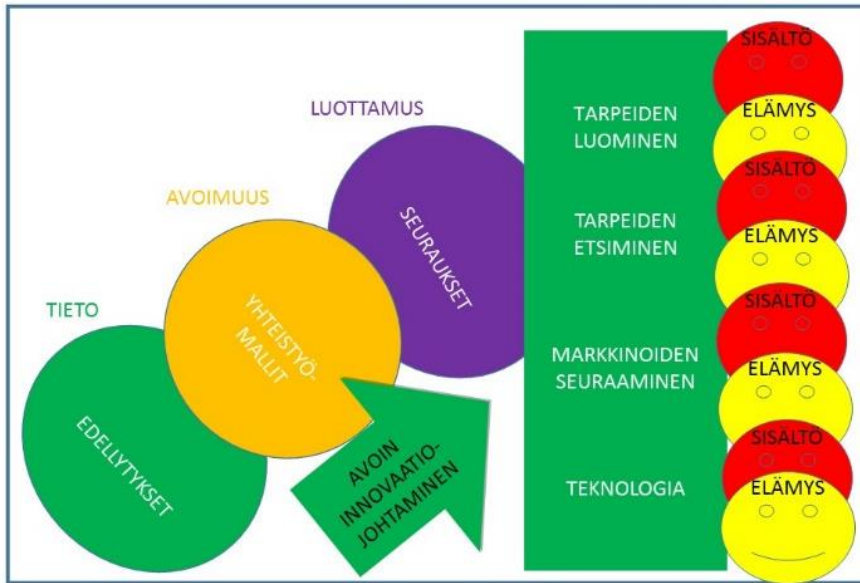 TIETO
EDELLYTYKSET
AVOIMUUS
YHTEISTYÖ-
MALLIT
LUOTTAMUS
SEURAUKSET
AVOIN
INNOVAATIO-
JOHTAMINEN
TARPEIDEN
LUOMINEN
TARPEIDEN
ETSIMINEN
MARKKINOIDEN
SEURAAMINEN
TEKNOLOGIA
SISÄLTÖ
ELÄMYS
SISÄLTÖ
ELÄMYS
SISÄLTÖ
ELÄMYS
SISÄLTÖ
ELÄMYS